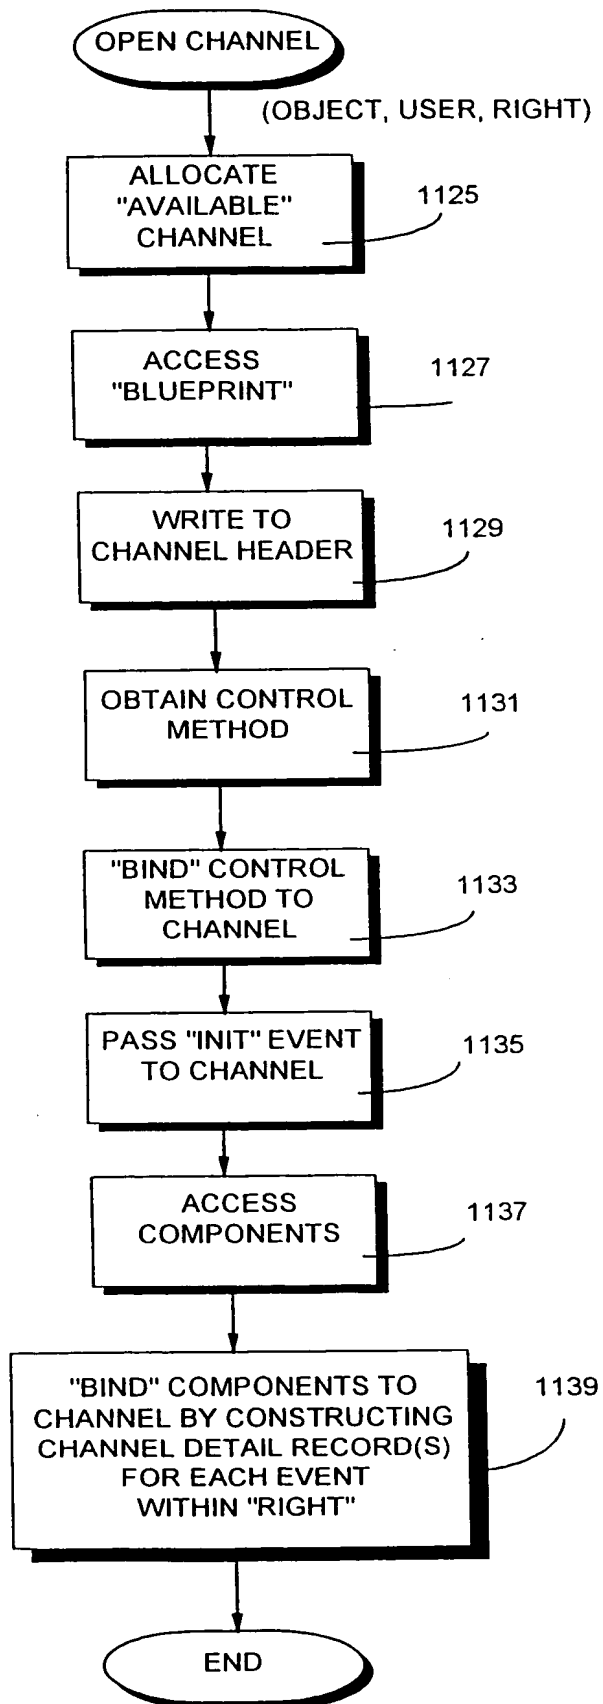 OPEN CHANNEL
(OBJECT, USER, RIGHT)
ALLOCATE
"AVAILABLE"
CHANNEL
1125
ACCESS
"BLUEPRINT"
1127
WRITE TO
CHANNEL HEADER
1129
OBTAIN CONTROL
METHOD
1131
"BIND" CONTROL
METHOD TO
CHANNEL
1133
PASS "INIT" EVENT
TO CHANNEL
1135
ACCESS
COMPONENTS
1137
"BIND" COMPONENTS TO
CHANNEL BY CONSTRUCTING
CHANNEL DETAIL RECORD(S)
FOR EACH EVENT
WITHIN "RIGHT"
1139
END